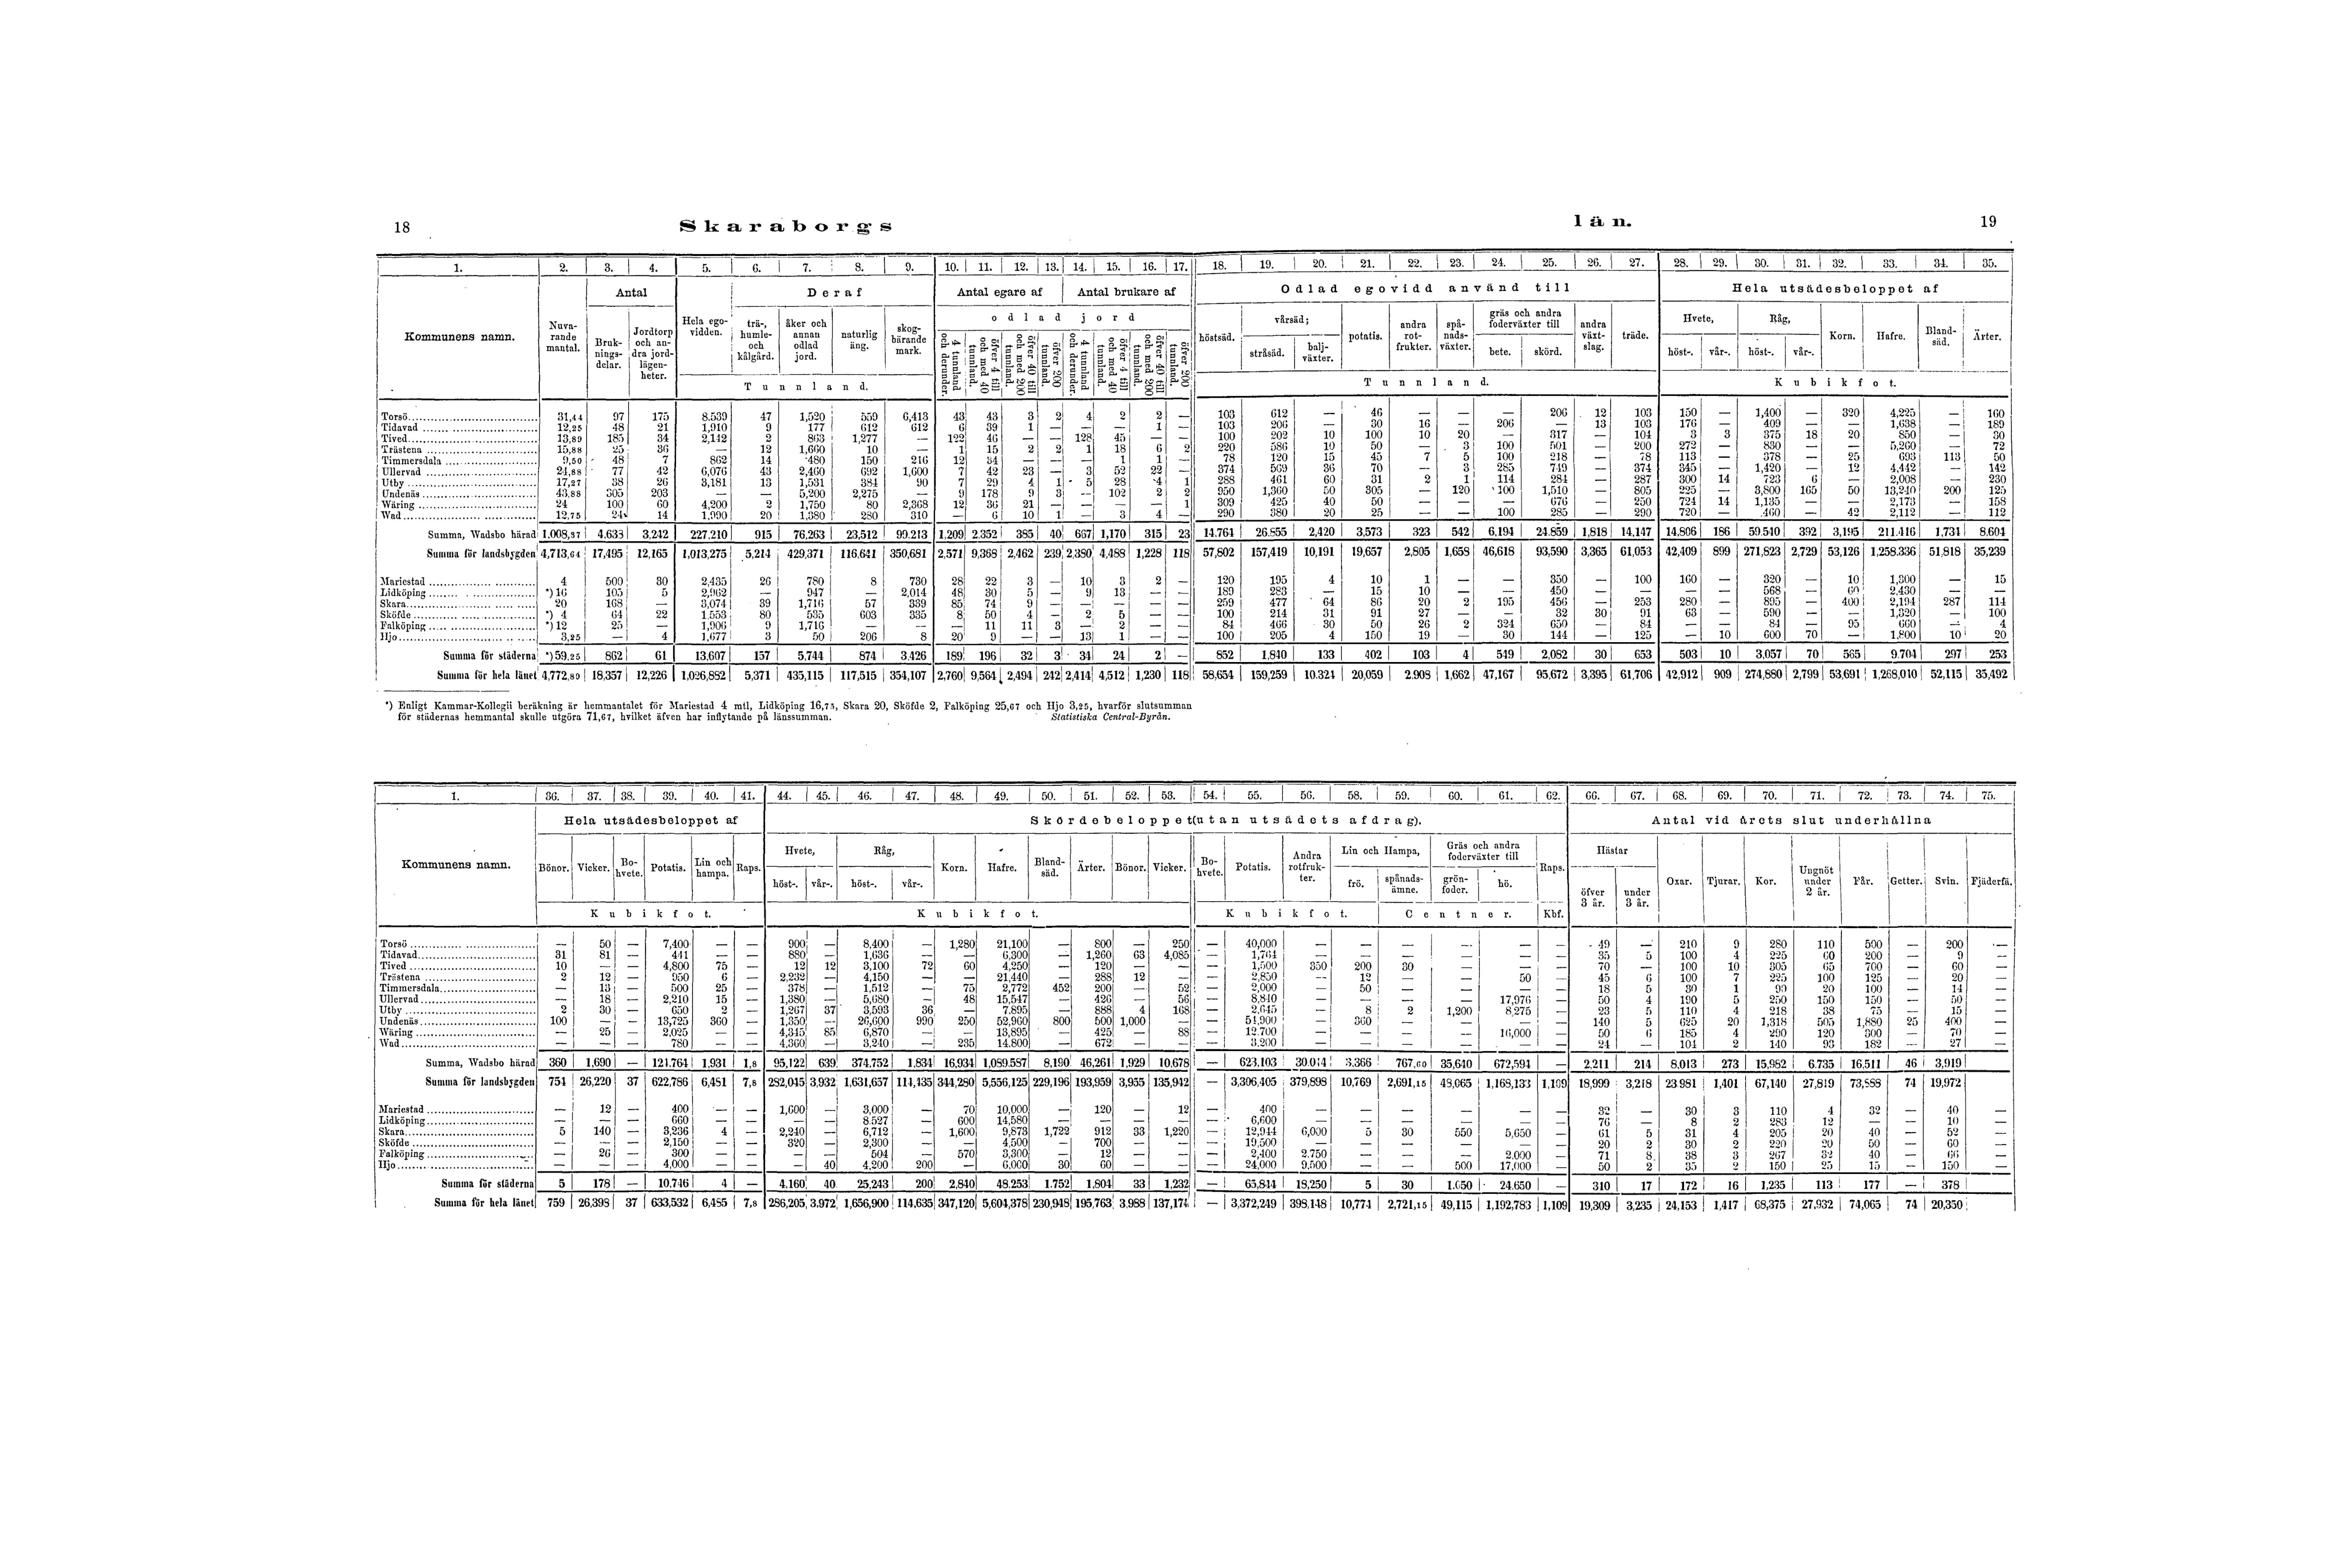 18 Skaraborgs län. 19
1. 2. 3. 4. 5. 6. 7. 8. 9. 10. 11. 12. 13. 14. 15. 16. 17. 18. 19. 20. 21. 22. 23. 24. 25. 26. 27. 28. 29. 30. 31. 32. 33. 34. 35.
Kommunens namn. Nuvarande mantal. Antal Bruknings-delar. Jordtorp och andra jordlägenheter. Hela egovidden. Deraf trä-, humle- och kålgård. åker och annan odlad jord. naturlig äng. skogbärande mark. Tunnland.
Antal egare af Antal brukare af odlad jord
4 tunnland och derunder. öfver 4 till och med 40 tunnland. öfver 40 till och med 200 tunnland. öfver 200 tunnland. 4 tunnland och derunder. öfver 4 till och med 40 tunnland. öfver 40 till och med 200 tunnland. öfver 200 tunnland.
Odlad egovidd använd till höstsäd. vårsäd; stråsäd. baljväxter. potatis. andra rotfrukter. spånadsväxter. gräs och andra foderväxter till bete. skörd. andra växtslag. träde. Tunnland.
Hela utsädesbeloppet af Hvete, höst-. vår-. Råg, höst-. vår-. Korn. Hafre. Blandsäd. Ärter. Kubikfot.
Torsö 31,44 97 175 8.539 47 1,520 559 6,413 43 43 3 2 4 2 2 — 103 612 — 46 — — — 206 12 103 150 — 1,400 — 320 4,225 — 160
Tidavad 12,25 48 21 1,910 9 177 612 612 6 39 1 — — — 1 — 103 206 — 30 16 — 206 — 13 103 176 — 409 — — 1,638 — 189
Tived 13,89 185 34 2,142 2 863 1,277 — 122 46 — — 128 45 — — 100 202 10 100 10 20 — 317 — 104 3 3 375 18 20 850 — 30
Trästena 15,88 25 36 — 12 1,660 10 — 1 15 2 2 1 18 6 2 220 586 10 50 — 3 100 501 — 200 272 — 830 — — 5,260 — 72
Timmersdala 9,50 48 7 862 14 480 150 216 12 34 — — — 1 1 — 78 120 15 45 7 5 100 218 — 78 113 — 378 — 25 693 113 50
Ullervad 24,88 77 42 6,076 43 2,460 692 1,600 7 42 23 — 3 52 22 — 374 569 36 70 — 3 285 749 — 374 345 — 1,420 — 12 4,442 — 142
Utby 17,27 38 26 3,181 13 1,531 384 90 7 29 4 1 5 28 4 1 288 461 60 31 2 1 114 284 — 287 300 14 723 6 — 2,008 — 230
Undenäs 43,88 305 203 — — 5,200 2,275 — 9 178 9 3 — 102 2 2 950 1,360 50 305 — 120 100 1,510 — 805 225 — 3,800 165 50 13,240 200 125
Wäring 24 100 60 4,200 2 1,750 80 2,368 12 36 21 — — — — 1 309 425 40 50 — — — 676 — 250 724 14 1,135 — — 2,173 — 158
Wad 12,75 24 14 1,990 20 1,380 280 310 — 6 10 1 — 3 4 — 290 380 20 25 — — 100 285 — 290 720 — 460 — 42 2,112 — 112
Summa, Wadsbo härad 1,008,37 4.633 3,242 227.210 915 76.263 23,512 99.213 1,209 2.352 385 40 667 1,170 315 23 14.764 26.855 2,420 3,573 323 542 6,194 24.859 1,818 14,147 14,806 186 59.540 392 3,195 211.416 1,734 8.604
Summa för landsbygden 4,713,64 17,495 12,165 1,013,275 5,214 429,371 116,641 350,681 2,571 9,368 2,462 239 2,380 4,488 1,228 118 57,802 157,419 10,191 19,657 2,805 1,658 46,618 93,590 3,365 61,053 42,409 899 271,823 2,729 53,126 1,258.336 51,818 35,239
Mariestad 4 500 30 2,435 26 780 8 730 28 22 3 — 10 3 2 — 120 195 4 10 1 — — 350 — 100 160 — 320 — 10 1,300 — 15
Lidköping *) 16 105 5 2,962 — 947 — 2,014 48 30 5 — 9 13 — — 189 283 — 15 10 — — 450 — — — — 568 — 60 2,430 — —
Skara 20 168 — 3,074 39 1,716 57 339 85 74 9 — — — — — 259 477 64 86 20 2 195 456 — 253 280 — 895 — 400 2,194 287 114
Sköfde *) 4 64 22 1,553 80 535 603 335 8 50 4 — 2 5 — — 100 214 31 91 27 — — 32 30 91 63 — 590 — — 1,320 — 100
Falköping *) 12 25 — 1,906 9 1,716 — — — 11 11 3 — 2 — — 84 466 30 50 26 2 324 650 — 84 — — 84 — 95 660 — 4
Hjo 3,25 — 4 1,677 3 50 206 8 20 9 — — 13 1 — — 100 205 4 150 19 — 30 144 — 125 — 10 600 70 — 1,800 10 20
Summa för städerna *) 59,25 862 61 13,607 157 5,744 874 3,426 189 196 32 3 34 24 2 — 852 1,840 133 402 103 4 549 2,082 30 653 503 10 3,057 70 565 9.704 297 253
Summa för hela länet 4,772,89 18,357 12,226 1,026,882 5,371 435,115 117,515 354,107 2,760 9,564 2,494 242 2,414 4,512 1,230 118 58,654 159,259 10.324 20,059 2.908 1,662 47,167 95,672 3,395 61,706 42,912 909 274,880 2,799 53,691 1,268,010 52,115 35,492
*) Enligt Kammar-Kollegii beräkning är hemmantalet för Mariestad 4 mtl, Lidköping 16,75, Skara 20, Sköfde 2, Falköping 25,67 och Hjo 3,25, hvarför slutsumman
för städernas hemmantal skulle utgöra 71,67, hvilket äfven har inflytande på länssumman. Statistiska Central-Byrån.
1. 36. 37. 38. 39. 40. 41. 44. 45. 46. 47. 48. 49. 50. 51. 52. 53. 54. 55. 56. 58. 59. 60. 61. 62. 66. 67. 68. 69. 70. 71. 72. 73. 74. 75.
Kommunens namn. Hela utsädesbeloppet af Bönor. Vicker. Bohvete. Potatis. Lin och hampa. Raps. Kubikfot.
Skördebeloppet (utan utsädets afdrag). Hvete, höst-. vår-. Råg, höst-. vår-. Korn. Hafre. Blandsäd. Ärter. Bönor. Vicker. Bohvete. Potatis. Andra rotfrukter. Lin och Hampa, frö. spånadsämne. Gräs och andra foderväxter till grönfoder. hö. Raps. Kubikfot. Kubikfot. Centner. Kbf.
Antal vid årets slut underhållna Hästar öfver 3 år. under 3 år. Oxar. Tjurar. Kor. Ungnöt under 2 år. Får. Getter. Svin. Fjäderfä.
Torsö — 50 — 7,400 — — 900 — 8,400 — 1,280 21,100 — 800 — 250 — 40,000 — — — — — — 49 — 210 9 280 110 500 — 200 —
Tidavad 31 81 — 441 — — 880 — 1,636 — — 6,300 — 1,260 63 4,085 — 1,764 — — — — — — 35 5 100 4 225 60 200 — 9 —
Tived 10 — — 4,800 75 — 12 12 3,100 72 60 4,250 — 120 — — — 1,500 350 200 30 — — — 70 — 100 10 305 65 700 — 60 —
Trästena 2 12 — 950 6 — 2,232 — 4,150 — — 21,440 — 288 12 — — 2,850 — 12 — — 50 — 45 6 100 7 225 100 125 — 20 —
Timmersdala — 13 — 500 25 — 378 — 1,512 — 75 2,772 452 200 — 52 — 2,000 — 50 — — — — 18 5 30 1 90 20 100 — 14 —
Ullervad — 18 — 2,210 15 — 1,380 — 5,680 — 48 15,547 — 426 — 56 — 8,840 — — — — 17,976 — 50 4 190 5 250 150 150 — 50 —
Utby 2 30 — 650 2 — 1,267 37 3,593 36 — 7.895 — 888 4 168 — 2,645 — 8 2 1,200 8,275 — 23 5 110 4 218 38 75 — 15 —
Undenäs 100 — — 13,725 360 — 1,350 — 26,600 990 250 52,960 800 500 1,000 — — 54,900 — 360 — — — — 140 5 625 20 1,318 505 1,880 25 400 —
Wäring — 25 — 2,025 — — 4,345 85 6,870 — — 13,895 — 425 — 88 — 12.700 — — — — 16,000 — 50 6 185 4 290 120 300 — 70 —
Wad — — — 780 — — 4,360 — 3,240 — 235 14.800 — 672 — — — 3.200 — — — — — — 24 — 104 2 140 93 182 — 27 —
Summa, Wadsbo härad 360 1,690 — 121.764 1,931 1,8 95,122 639 374.752 1,834 16,934 1,089.587 8,190 46,261 1,929 10.678 — 623.103 30.014 3.366 767,60 35,640 672,594 — 2.211 214 8.013 273 15,982 6.735 16.511 46 3,919
Summa för landsbygden 754 26,220 37 622,786 6,481 7,8 282,045 3,932 1,631,657 114,435 344,280 5,556,125 229,196 193,959 3,955 135,942 — 3,306,405 379,898 10,769 2,691,15 48,065 1,168,133 1,109 18,999 3,218 23 981 1,401 67,140 27,819 73,888 74 19,972
Mariestad — 12 — 400 — — 1,600 — 3,000 — 70 10,000 — 120 — 12 — 400 — — — — — — 32 — 30 3 110 4 32 — 40 —
Lidköping — — — 660 — — — — 8.527 — 600 14,580 — — — — — 6,600 — — — — — — 76 — 8 2 283 12 — — 10 —
Skara 5 140 — 3,236 4 — 2,240 — 6,712 — 1,600 9,873 1,722 912 33 1,220 — 12,944 6,000 5 30 550 5,650 — 61 5 31 4 205 20 40 — 52 —
Sköfde — — — 2,150 — — 320 — 2,300 — — 4,500 — 700 — — — 19,500 — — — — — — 20 2 30 2 220 20 50 — 60 —
Falköping — 26 — 300 — — — — 504 — 570 3,300 — 12 — — — 2,400 2.750 — — — 2.000 — 71 8 38 3 267 32 40 — 66 —
Hjo — — — 4,000 — — — 40 4,200 200 — 6,000 30 60 — — — 24,000 9,500 — — 500 17,000 — 50 2 35 2 150 25 15 — 150 —
Summa för städerna 5 178 — 10.746 4 — 4.160 40 25,243 200 2,840 48.253 1.752 1,804 33 1,232 — 65,844 18,250 5 30 1.050 24.650 — 310 17 172 16 1,235 113 177 — 378
Summa för hela länet 759 26,398 37 633,532 6,485 7,8 286,205 3,972 1,656,900 114,635 347,120 5,604,378 230,948 195,763 3.988 137,174 — 3,372,249 398,148 10,774 2,721,15 49,115 1,192,783 1,109 19,309 3,235 24,153 1,417 68,375 27,932 74,065 74 20,350